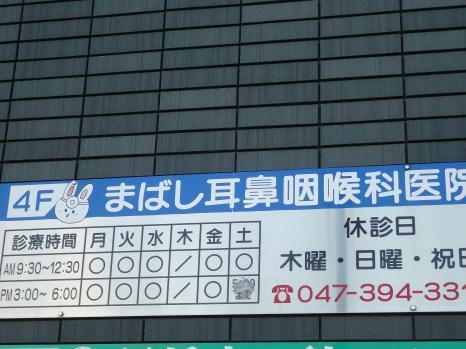 4F まばし耳鼻咽喉科医院
診療時間 月 火 水 木 金 土
AM 9:30~12:30 ○ ○ ○ / ○ ○
PM 3:00~ 6:00 ○ ○ ○ / ○
休診日
木曜・日曜・祝日
☎047-394-331